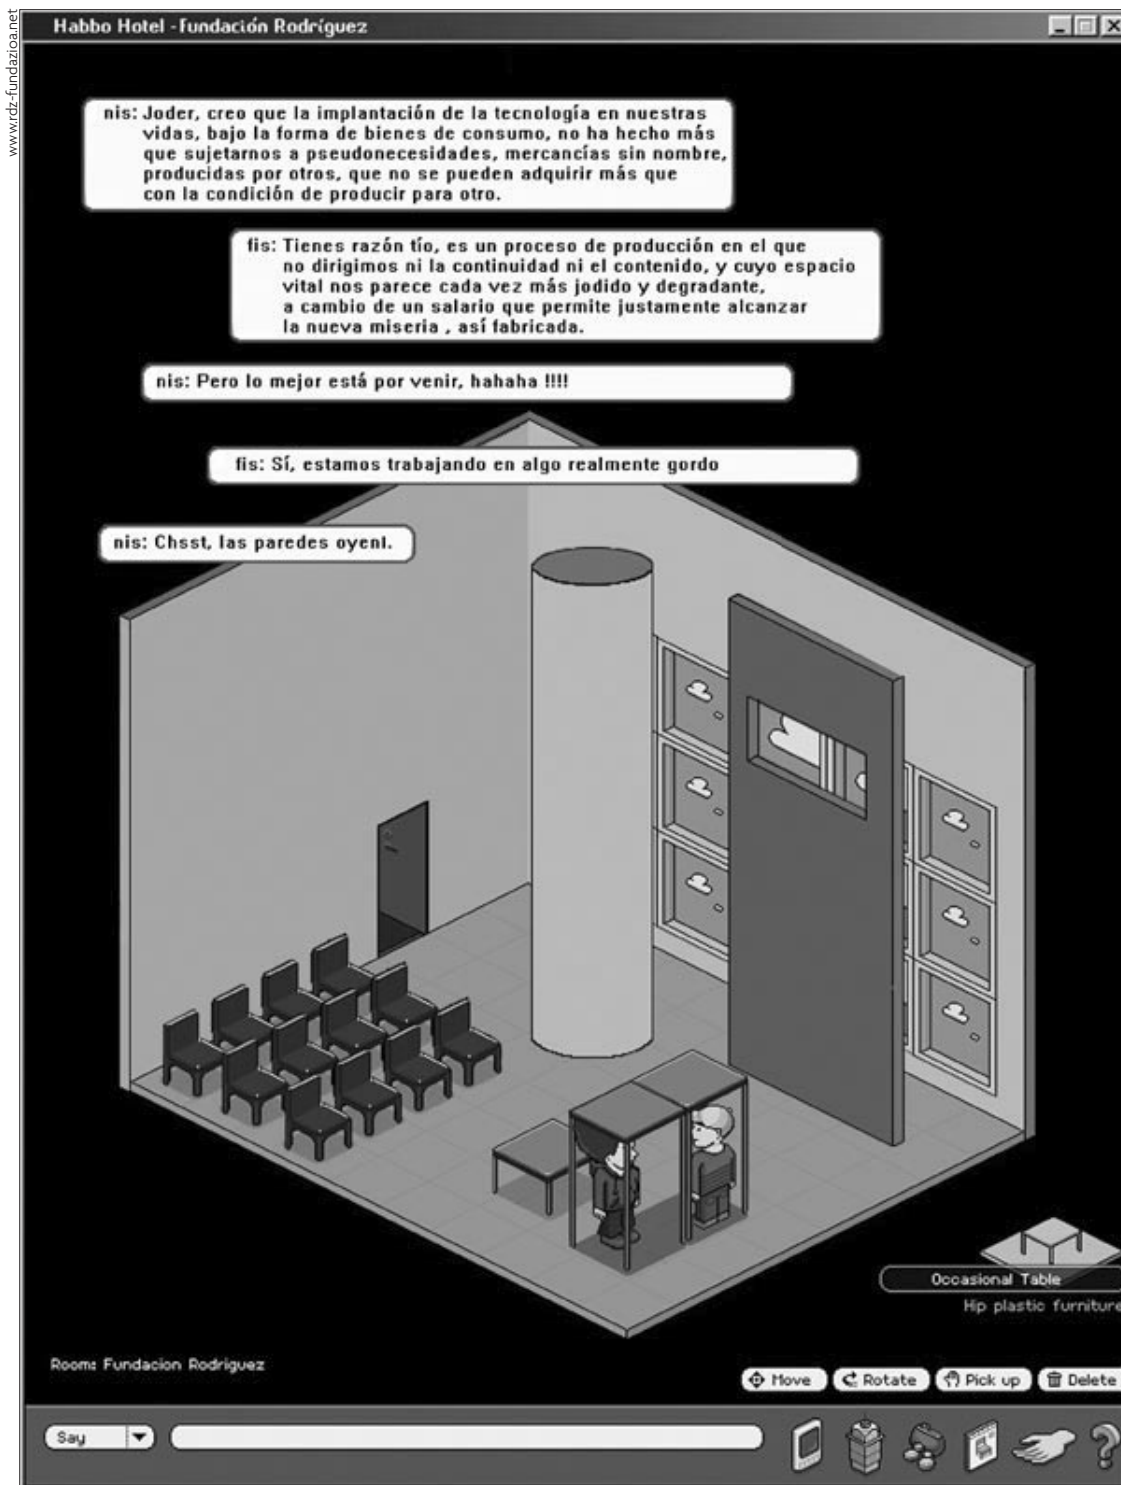 www.rdz-fundazioa.net
Habbo Hotel - Fundación Rodríguez
nis: Joder, creo que la implantación de la tecnología en nuestras
vidas, bajo la forma de bienes de consumo, no ha hecho más
que sujetarnos a pseudonecesidades, mercancías sin nombre,
producidas por otros, que no se pueden adquirir más que
con la condición de producir para otro.
fis: Tienes razón tío, es un proceso de producción en el que
no dirigimos ni la continuidad ni el contenido, y cuyo espacio
vital nos parece cada vez más jodido y degradante,
a cambio de un salario que permite justamente alcanzar
la nueva miseria , así fabricada.
nis: Pero lo mejor está por venir, hahaha !!!!
fis: Sí, estamos trabajando en algo realmente gordo
nis: Chsst, las paredes oyen!.
Occasional Table
Hip plastic furniture
Room: Fundacion Rodriguez
Move Rotate Pick up Delete
Say